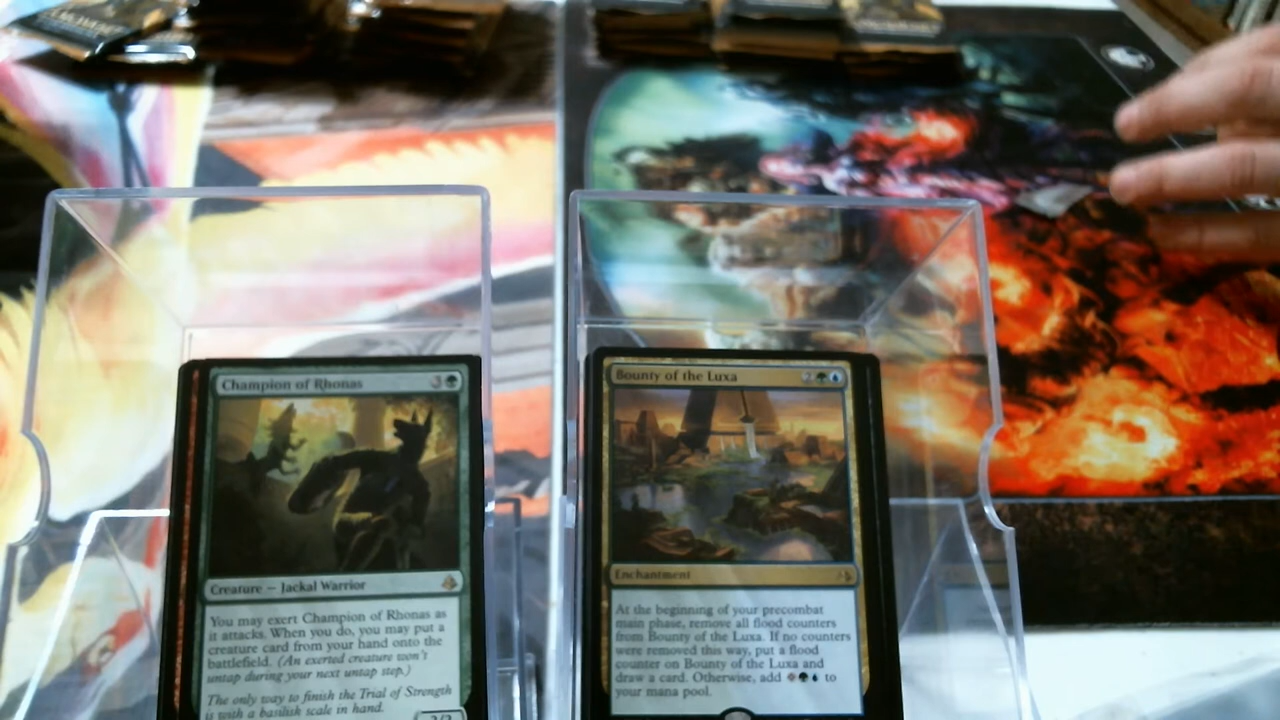 Champion of Rhonas 3
Creature — Jackal Warrior
You may exert Champion of Rhonas as
it attacks. When you do, you may put a
creature card from your hand onto the
battlefield. (An exerted creature won't
untap during your next untap step.)
The only way to finish the Trial of Strength
is with a basilisk scale in hand.
Bounty of the Luxa 2
Enchantment
At the beginning of your precombat
main phase, remove all flood counters
from Bounty of the Luxa. If no counters
were removed this way, put a flood
counter on Bounty of the Luxa and
draw a card. Otherwise, add to
your mana pool.